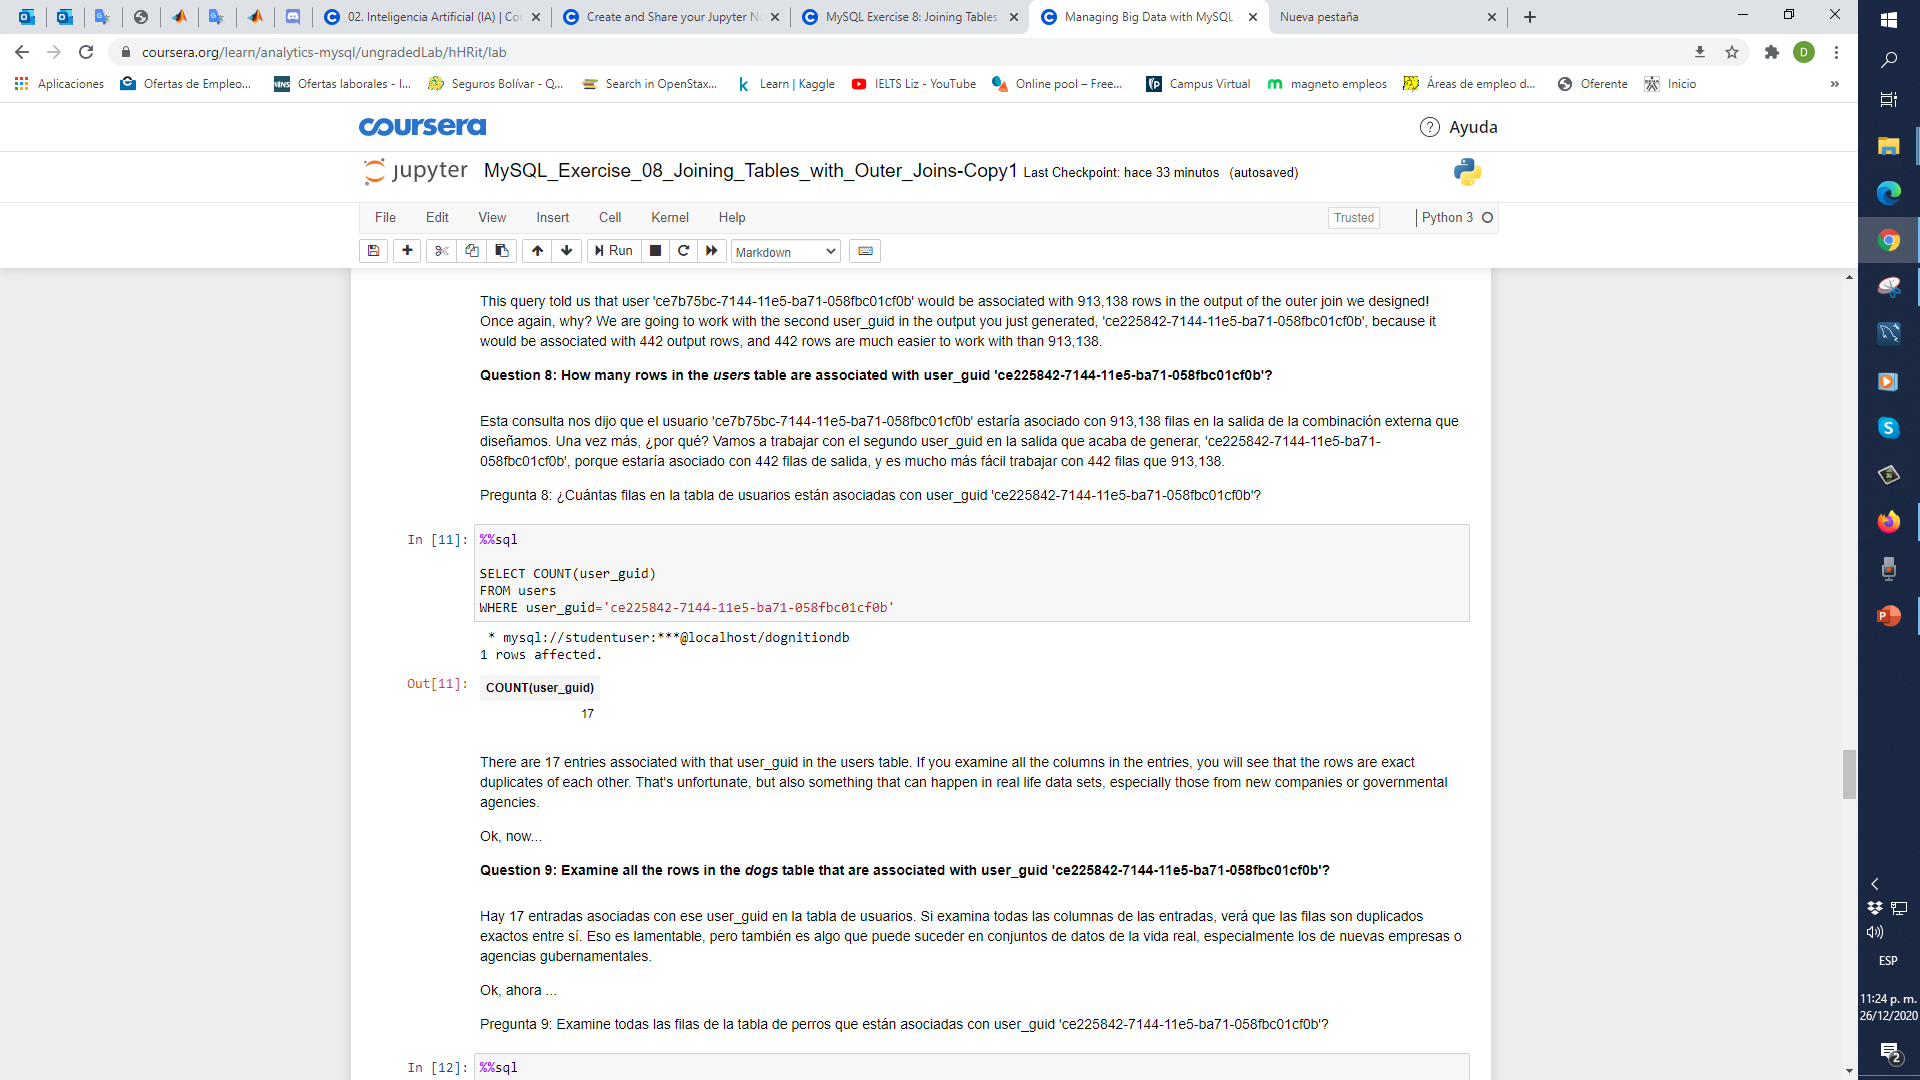 02. Inteligencia Artificial (IA) | Co
Create and Share your Jupyter N
MySQL Exercise 8: Joining Tables
Managing Big Data with MySQL
Nueva pestaña
coursera.org/learn/analytics-mysql/ungradedLab/hHRit/lab
D
Aplicaciones
Ofertas de Empleo...
Ofertas laborales - I...
Seguros Bolívar - Q...
Search in OpenStax...
Learn | Kaggle
IELTS Liz - YouTube
Online pool – Free...
Campus Virtual
magneto empleos
Áreas de empleo d...
Oferente
Inicio
»
coursera
Ayuda
jupyter MySQL_Exercise_08_Joining_Tables_with_Outer_Joins-Copy1 Last Checkpoint: hace 33 minutos (autosaved)
File Edit View Insert Cell Kernel Help
Trusted
Python 3
Run
Markdown
This query told us that user 'ce7b75bc-7144-11e5-ba71-058fbc01cf0b' would be associated with 913,138 rows in the output of the outer join we designed!
Once again, why? We are going to work with the second user_guid in the output you just generated, 'ce225842-7144-11e5-ba71-058fbc01cf0b', because it
would be associated with 442 output rows, and 442 rows are much easier to work with than 913,138.
Question 8: How many rows in the users table are associated with user_guid 'ce225842-7144-11e5-ba71-058fbc01cf0b'?
Esta consulta nos dijo que el usuario 'ce7b75bc-7144-11e5-ba71-058fbc01cf0b' estaría asociado con 913,138 filas en la salida de la combinación externa que
diseñamos. Una vez más, ¿por qué? Vamos a trabajar con el segundo user_guid en la salida que acaba de generar, 'ce225842-7144-11e5-ba71-
058fbc01cf0b', porque estaría asociado con 442 filas de salida, y es mucho más fácil trabajar con 442 filas que 913,138.
Pregunta 8: ¿Cuántas filas en la tabla de usuarios están asociadas con user_guid 'ce225842-7144-11e5-ba71-058fbc01cf0b'?
In [11]: %%sql
SELECT COUNT(user_guid)
FROM users
WHERE user_guid='ce225842-7144-11e5-ba71-058fbc01cf0b'
* mysql://studentuser:***@localhost/dognitiondb
1 rows affected.
Out[11]: COUNT(user_guid)
17
There are 17 entries associated with that user_guid in the users table. If you examine all the columns in the entries, you will see that the rows are exact
duplicates of each other. That's unfortunate, but also something that can happen in real life data sets, especially those from new companies or governmental
agencies.
Ok, now...
Question 9: Examine all the rows in the dogs table that are associated with user_guid 'ce225842-7144-11e5-ba71-058fbc01cf0b'?
Hay 17 entradas asociadas con ese user_guid en la tabla de usuarios. Si examina todas las columnas de las entradas, verá que las filas son duplicados
exactos entre sí. Eso es lamentable, pero también es algo que puede suceder en conjuntos de datos de la vida real, especialmente los de nuevas empresas o
agencias gubernamentales.
Ok, ahora ...
Pregunta 9: Examine todas las filas de la tabla de perros que están asociadas con user_guid 'ce225842-7144-11e5-ba71-058fbc01cf0b'?
In [12]: %%sql
ESP
11:24 p. m.
26/12/2020
2